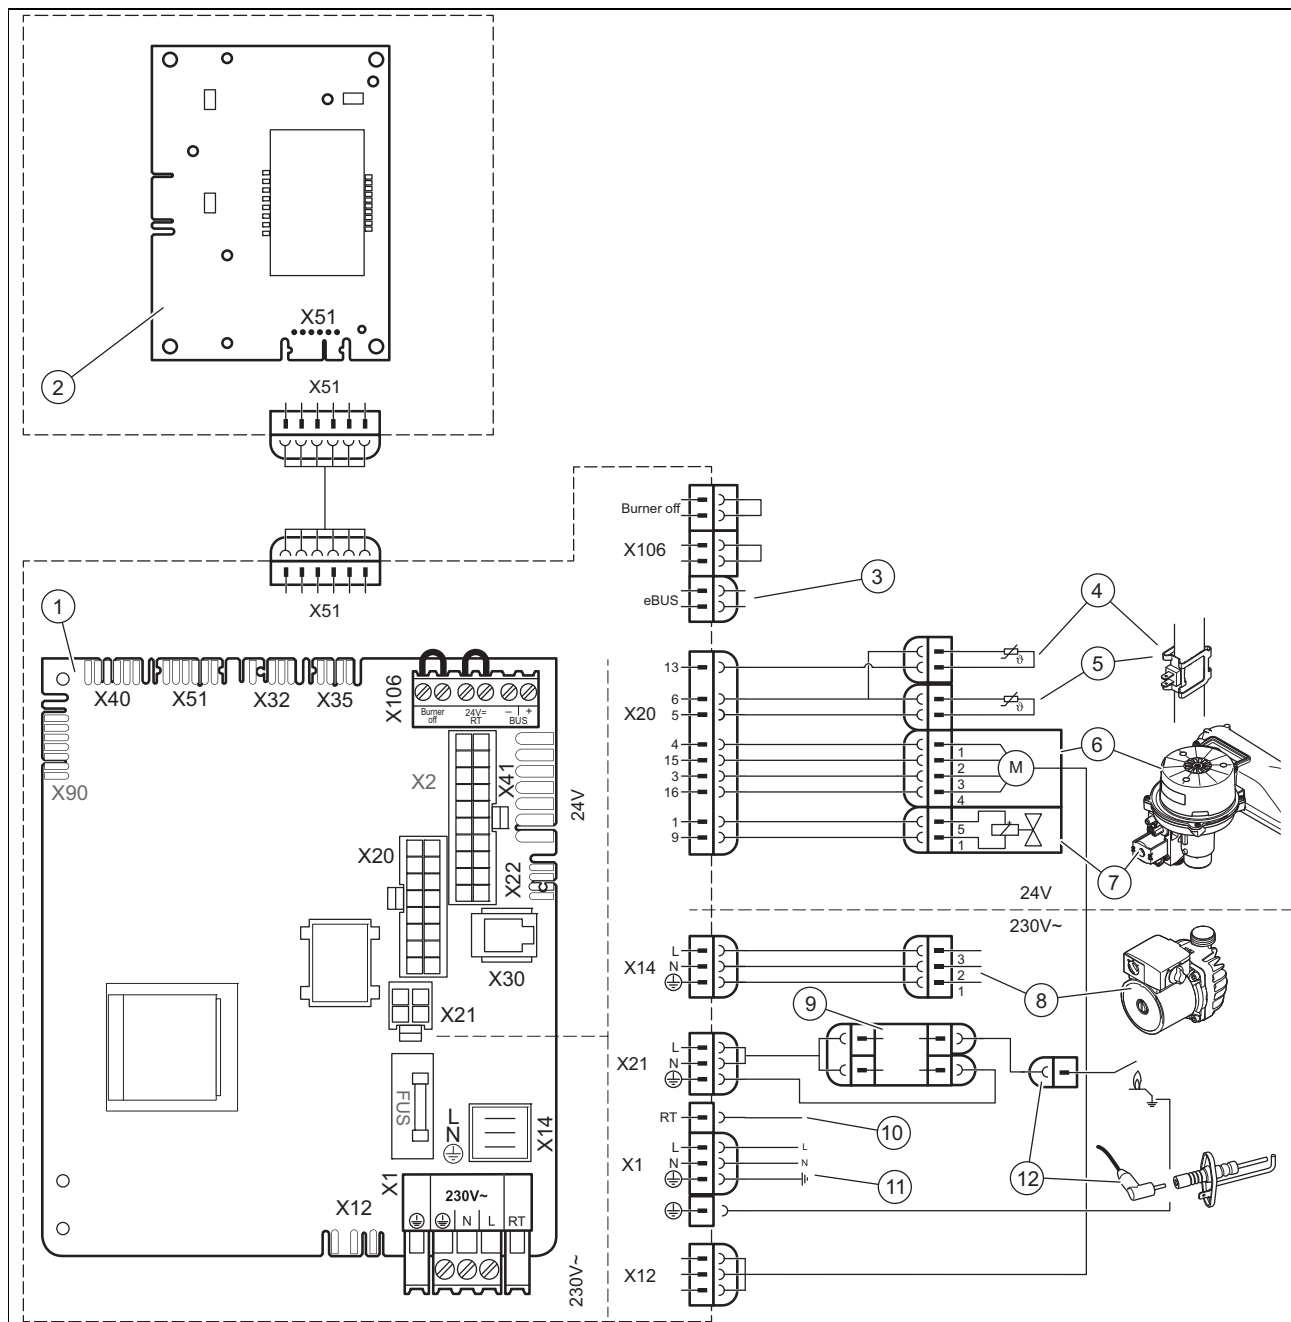 X51
2
X51
X51
1
X40
X51
X32
X35
X106
Burner off
24V=
RT
− +
BUS
X90
X2
X41
24V
X20
X22
X30
X21
FUS
L
N
X14
X1
230V~
N
L
RT
X12
230V~
Burner off
X106
eBUS
3
4
5
13
6
X20
5
4
15
3
16
1
9
ϑ
ϑ
1
2
3
4
M
6
5
1
7
24V
230V~
X14
L
N
3
2
1
8
9
X21
L
N
12
RT
10
X1
L
N
L
N
11
12
X12